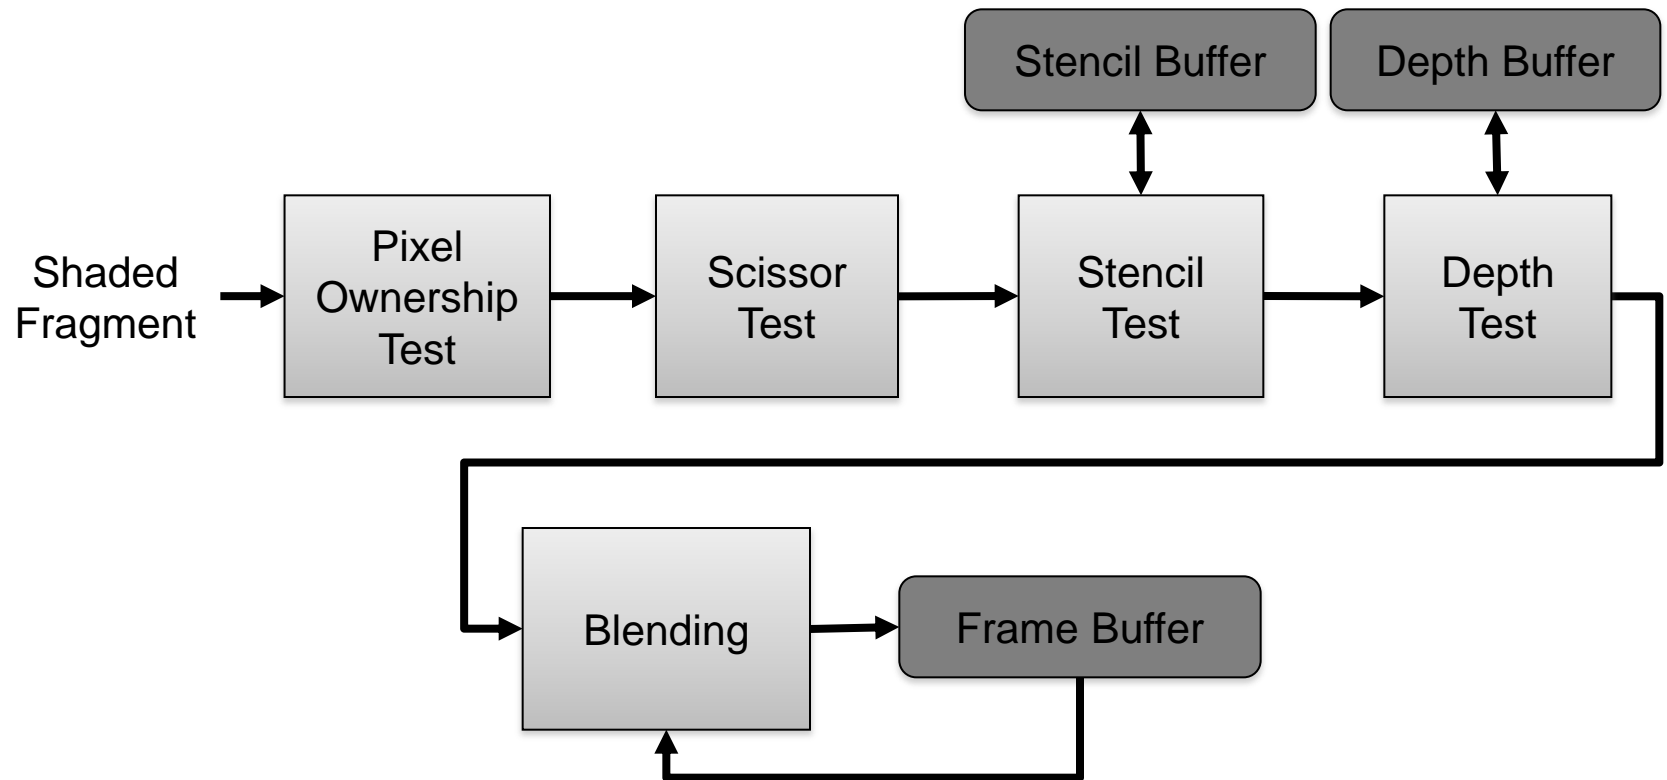 Stencil Buffer
Depth Buffer
Shaded
Fragment
Pixel
Ownership
Test
Scissor
Test
Stencil
Test
Depth
Test
Blending
Frame Buffer